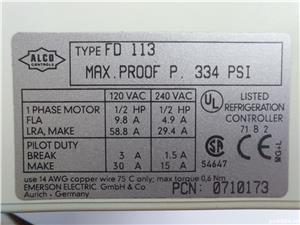 ALCO
CONTROLS
TYPE FD 113
MAX. PROOF P. 334 PSI
120 VAC 240 VAC
1 PHASE MOTOR 1/2 HP 1/2 HP
FLA 9.8 A 4.9 A
LRA, MAKE 58.8 A 29.4 A
PILOT DUTY
BREAK 3 A 1.5 A
MAKE 30 A 15 A
UL LISTED
REFRIGERATION
CONTROLLER
71B2
54647
MG+L
use 14 AWG copper wire 75 C only; max torque 0,6 Nm
EMERSON ELECTRIC GmbH & Co
Aurich - Germany
PCN: 0710173